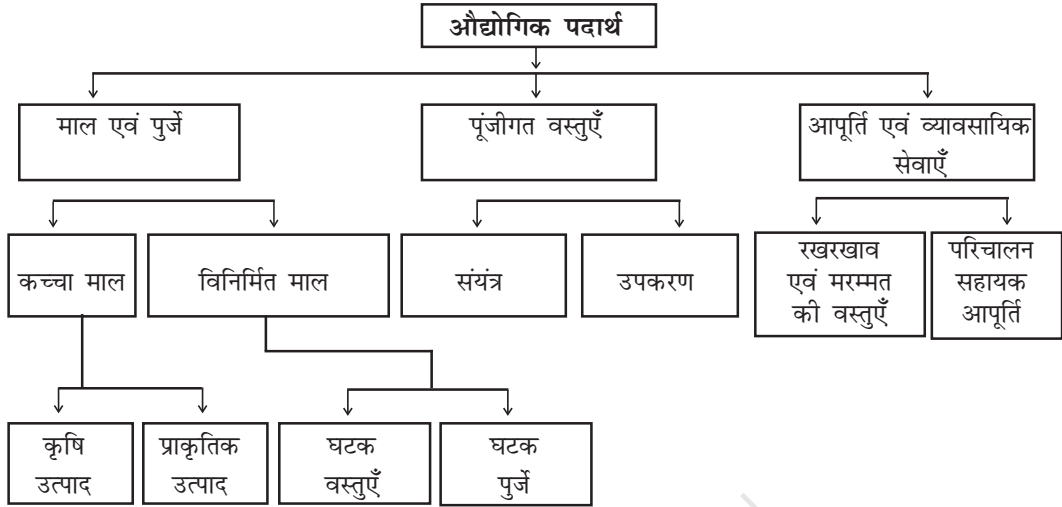 औद्योगिक पदार्थ
माल एवं पुर्जे
पूंजीगत वस्तुएँ
आपूर्ति एवं व्यावसायिक
सेवाएँ
कच्चा माल
विनिर्मित माल
संयंत्र
उपकरण
रखरखाव
एवं मरम्मत
की वस्तुएँ
परिचालन
सहायक
आपूर्ति
कृषि
उत्पाद
प्राकृतिक
उत्पाद
घटक
वस्तुएँ
घटक
पुर्जे